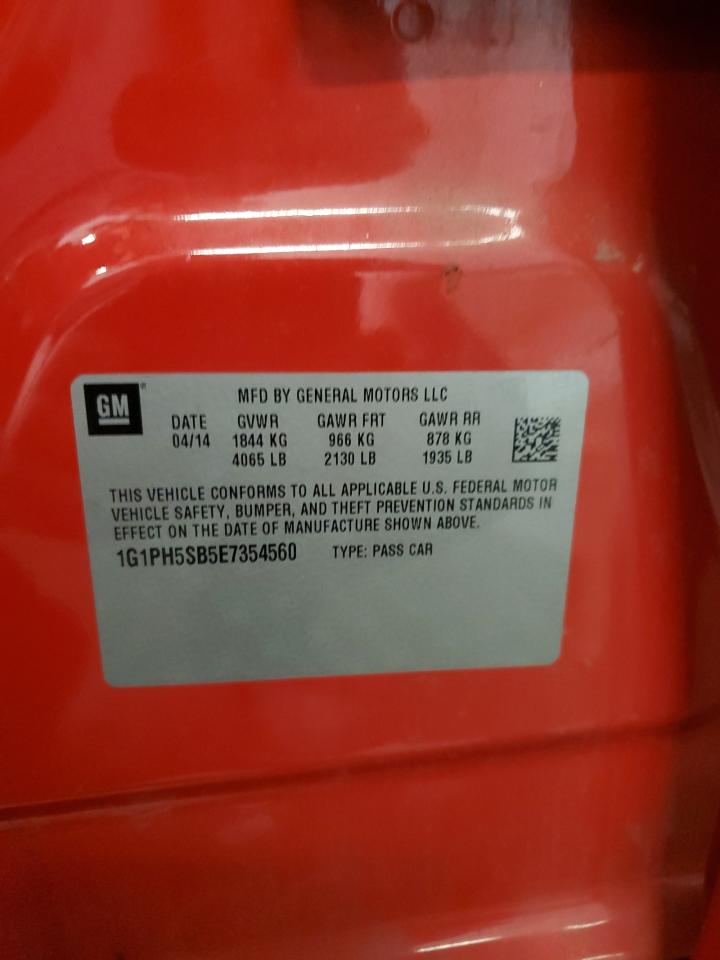 GM
MFD BY GENERAL MOTORS LLC
DATE GVWR GAWR FRT GAWR RR
04/14 1844 KG 966 KG 878 KG
4065 LB 2130 LB 1935 LB
THIS VEHICLE CONFORMS TO ALL APPLICABLE U.S. FEDERAL MOTOR
VEHICLE SAFETY, BUMPER, AND THEFT PREVENTION STANDARDS IN
EFFECT ON THE DATE OF MANUFACTURE SHOWN ABOVE.
1G1PH5SB5E7354560 TYPE: PASS CAR